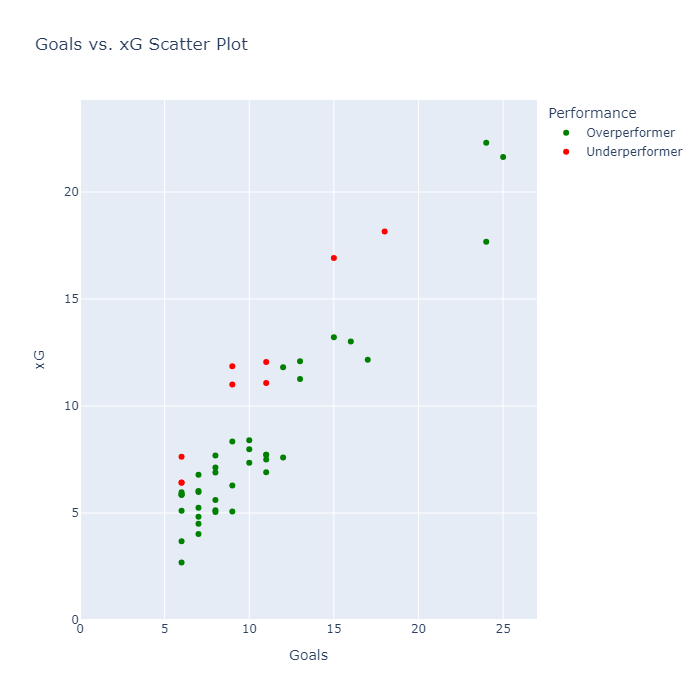 Goals vs. xG Scatter Plot
Performance
Overperformer
Underperformer
20
15
10
5
0
xG
0 5 10 15 20 25
Goals